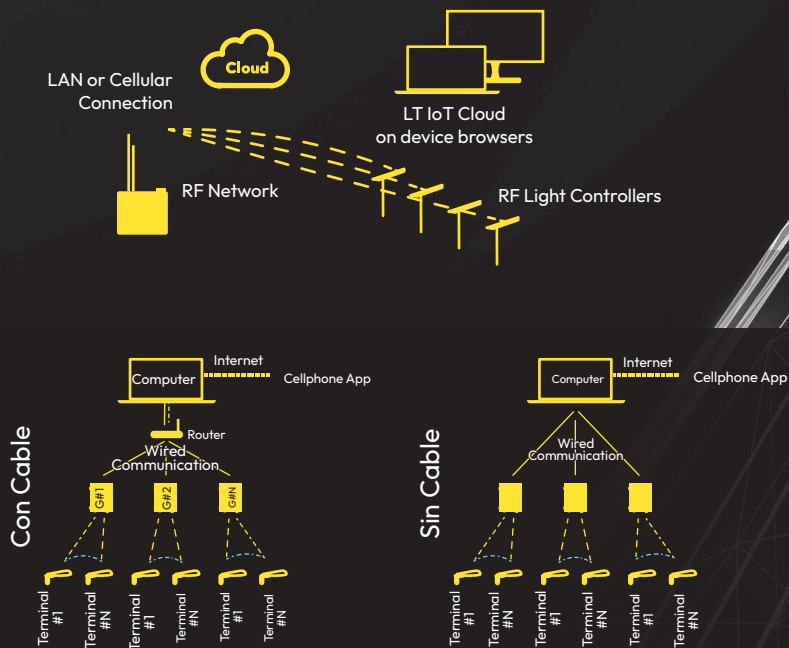 Cloud
LAN or Cellular
Connection
LT IoT Cloud
on device browsers
RF Network
RF Light Controllers
Con Cable
Computer
Internet
Cellphone App
Router
Wired
Communication
G#1
G#2
G#N
Terminal
#1
Terminal
#N
Terminal
#1
Terminal
#N
Terminal
#1
Terminal
#N
Sin Cable
Computer
Internet
Cellphone App
Wired
Communication
Terminal
#1
Terminal
#N
Terminal
#1
Terminal
#N
Terminal
#1
Terminal
#N